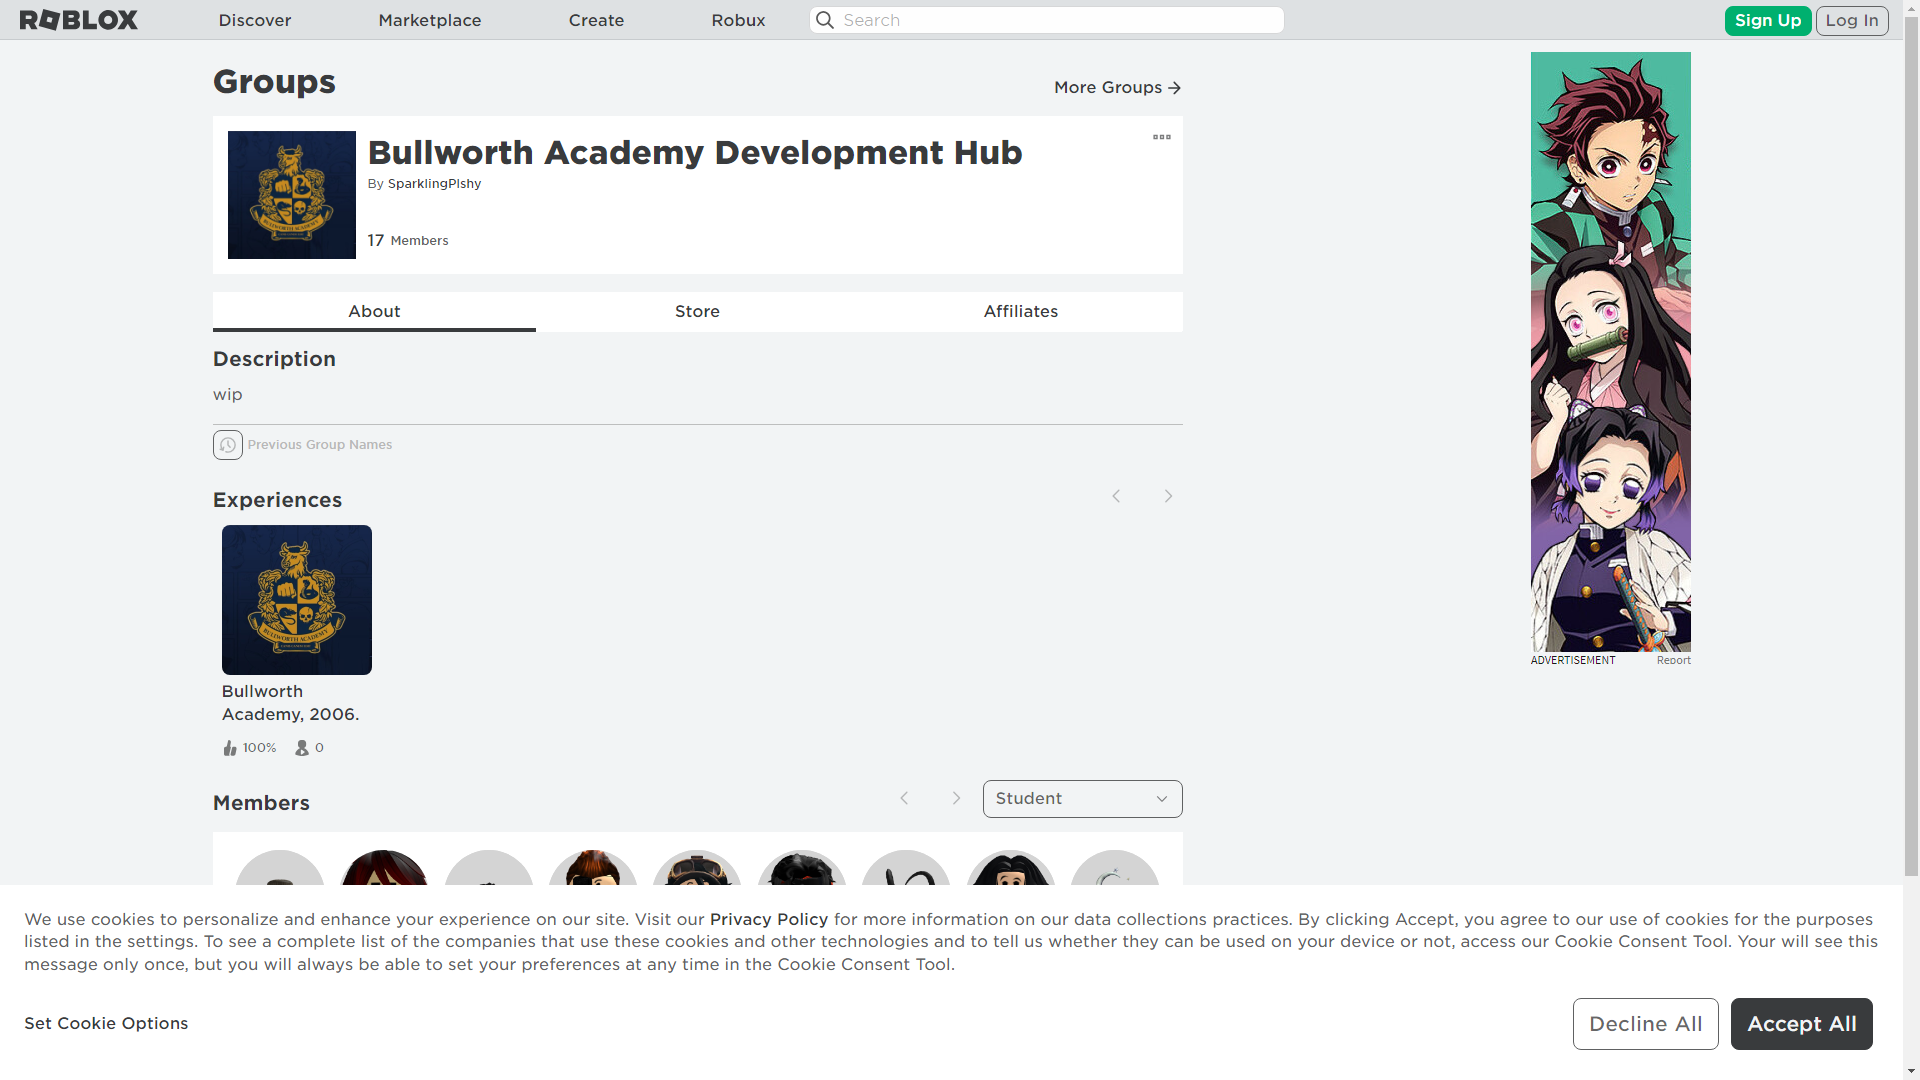 ROBLOX Discover Marketplace Create Robux Search Sign Up Log In
Groups
More Groups
Bullworth Academy Development Hub
By SparklingPlshy
17 Members
About Store Affiliates
Description
wip
Previous Group Names
Experiences
BULLWORTH ACADEMY
Bullworth
Academy, 2006.
100% 0
Members
Student
ADVERTISEMENT Report
We use cookies to personalize and enhance your experience on our site. Visit our Privacy Policy for more information on our data collections practices. By clicking Accept, you agree to our use of cookies for the purposes
listed in the settings. To see a complete list of the companies that use these cookies and other technologies and to tell us whether they can be used on your device or not, access our Cookie Consent Tool. Your will see this
message only once, but you will always be able to set your preferences at any time in the Cookie Consent Tool.
Set Cookie Options
Decline All
Accept All